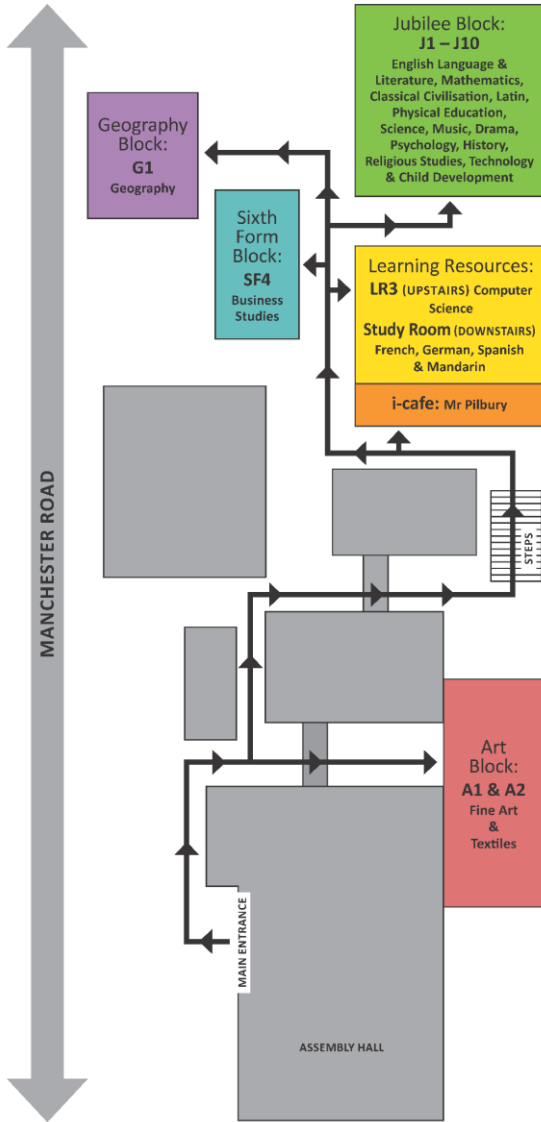 Jubilee Block:
J1 – J10
English Language &
Literature, Mathematics,
Classical Civilisation, Latin,
Physical Education,
Science, Music, Drama,
Psychology, History,
Religious Studies, Technology
& Child Development
Geography
Block:
G1
Geography
Sixth
Form
Block:
SF4
Business
Studies
Learning Resources:
LR3 (UPSTAIRS) Computer
Science
Study Room (DOWNSTAIRS)
French, German, Spanish
& Mandarin
i-cafe: Mr Pilbury
STEPS
MANCHESTER ROAD
Art
Block:
A1 & A2
Fine Art
&
Textiles
MAIN ENTRANCE
ASSEMBLY HALL